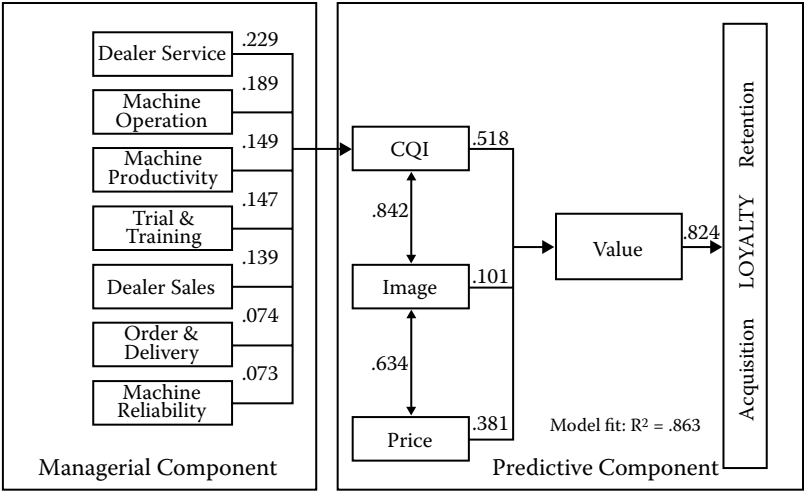 Dealer Service
.229
Machine
Operation
.189
Machine
Productivity
.149
Trial &
Training
.147
Dealer Sales
.139
Order &
Delivery
.074
Machine
Reliability
.073
Managerial Component
CQI
.518
.842
Image
.101
.634
Price
.381
Value
.824
Retention
LOYALTY
Acquisition
Model fit: R² = .863
Predictive Component